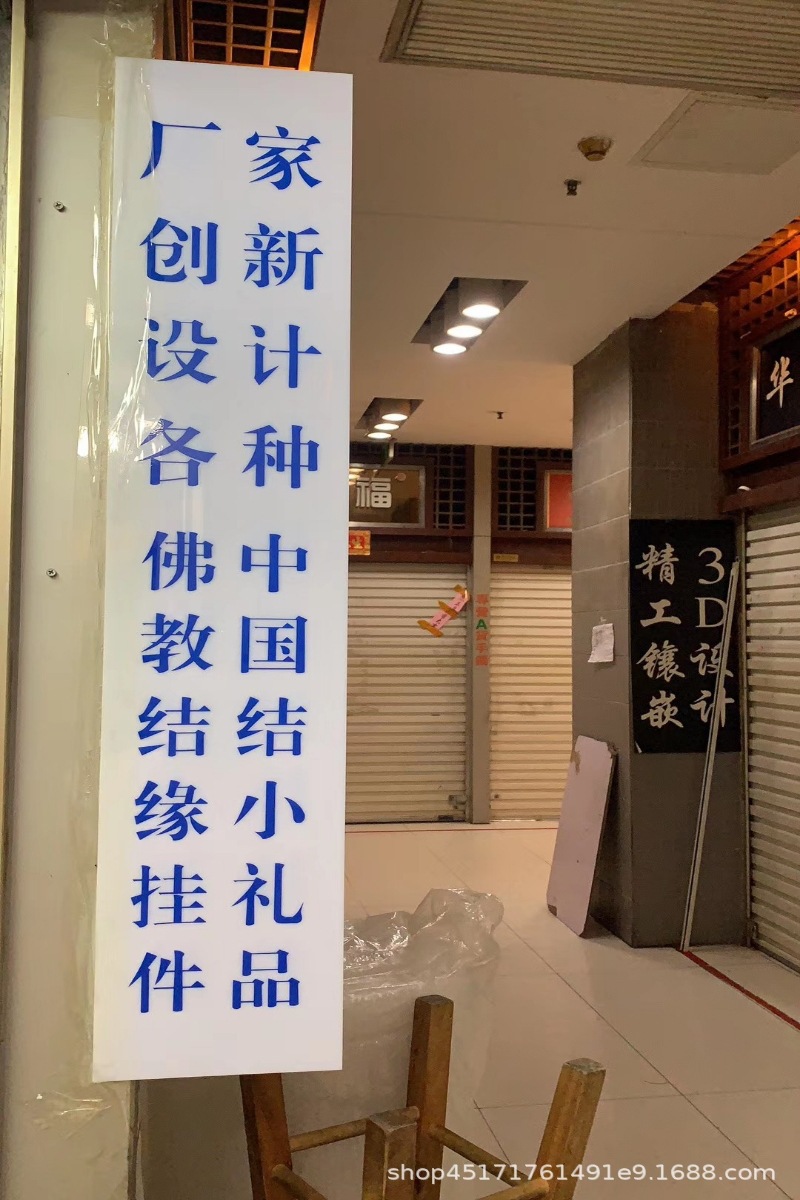 厂家
创新
设计
各种
佛教结缘挂件
中国结小礼品
福
华
3D设计
精工镶嵌
shop45171761491e9.1688.com